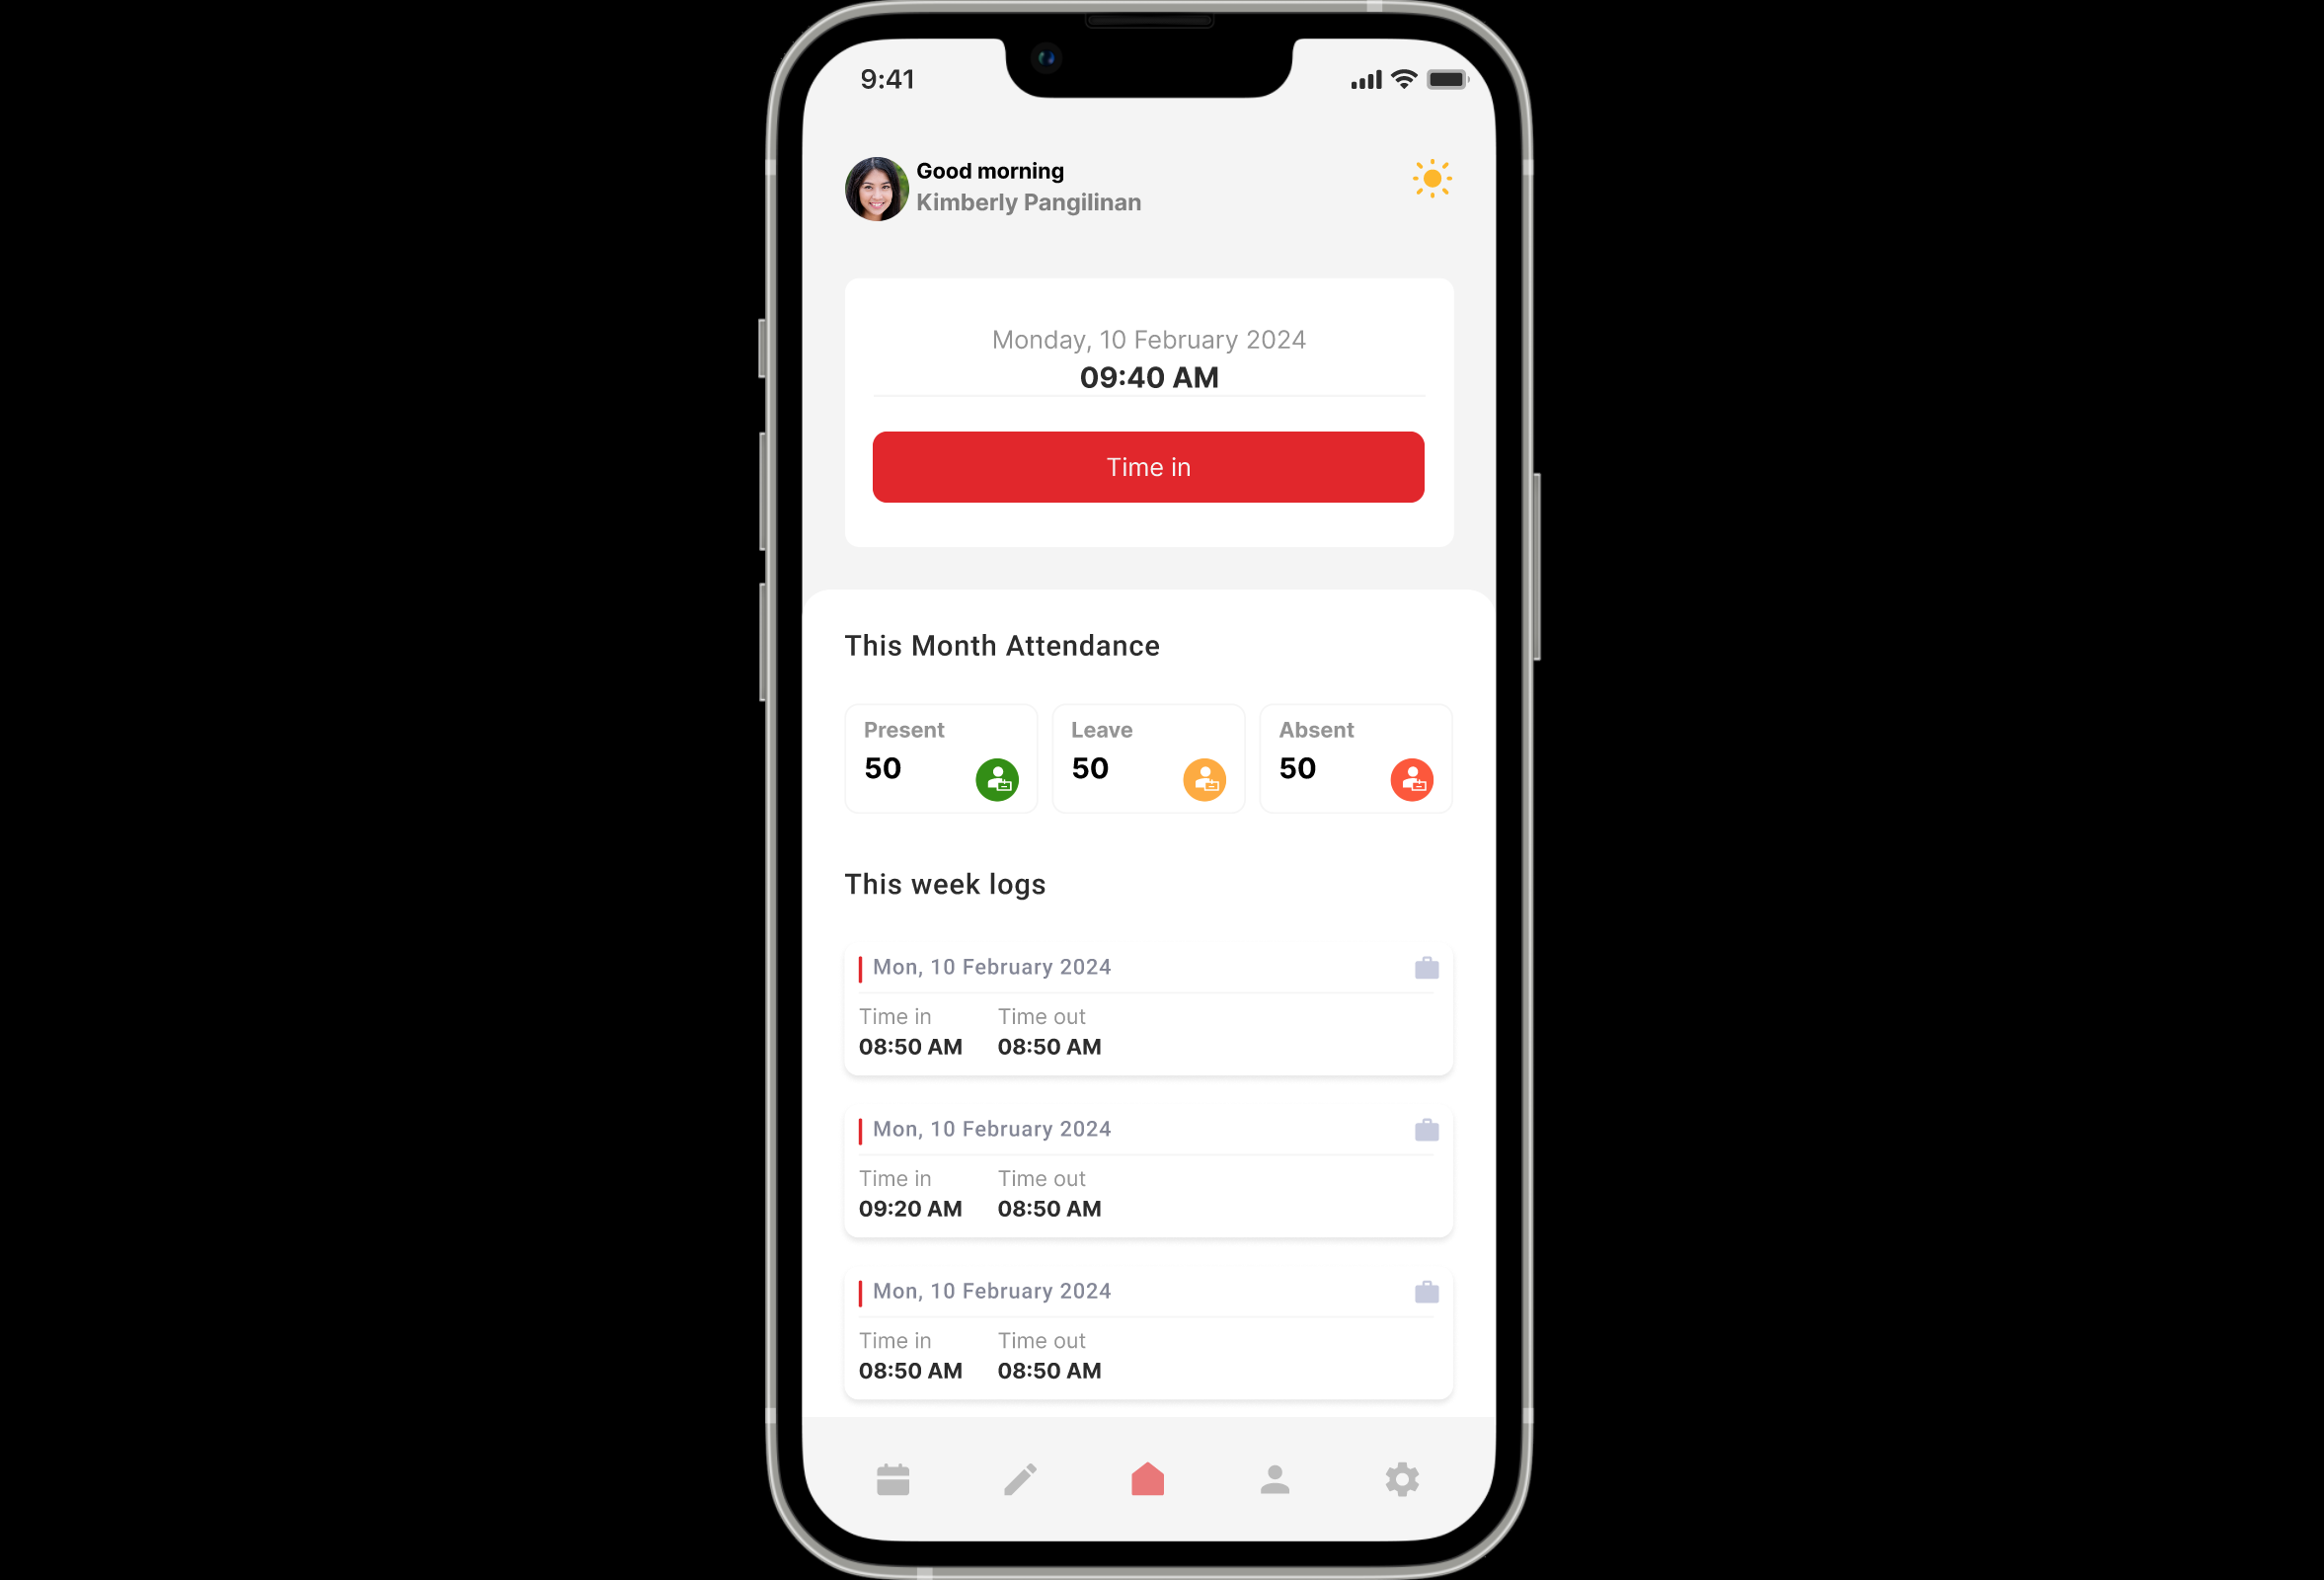 9:41
Good morning
Kimberly Pangilinan
Monday, 10 February 2024
09:40 AM
Time in
This Month Attendance
Present Leave Absent
50 50 50
This week logs
Mon, 10 February 2024
Time in Time out
08:50 AM 08:50 AM
Mon, 10 February 2024
Time in Time out
09:20 AM 08:50 AM
Mon, 10 February 2024
Time in Time out
08:50 AM 08:50 AM